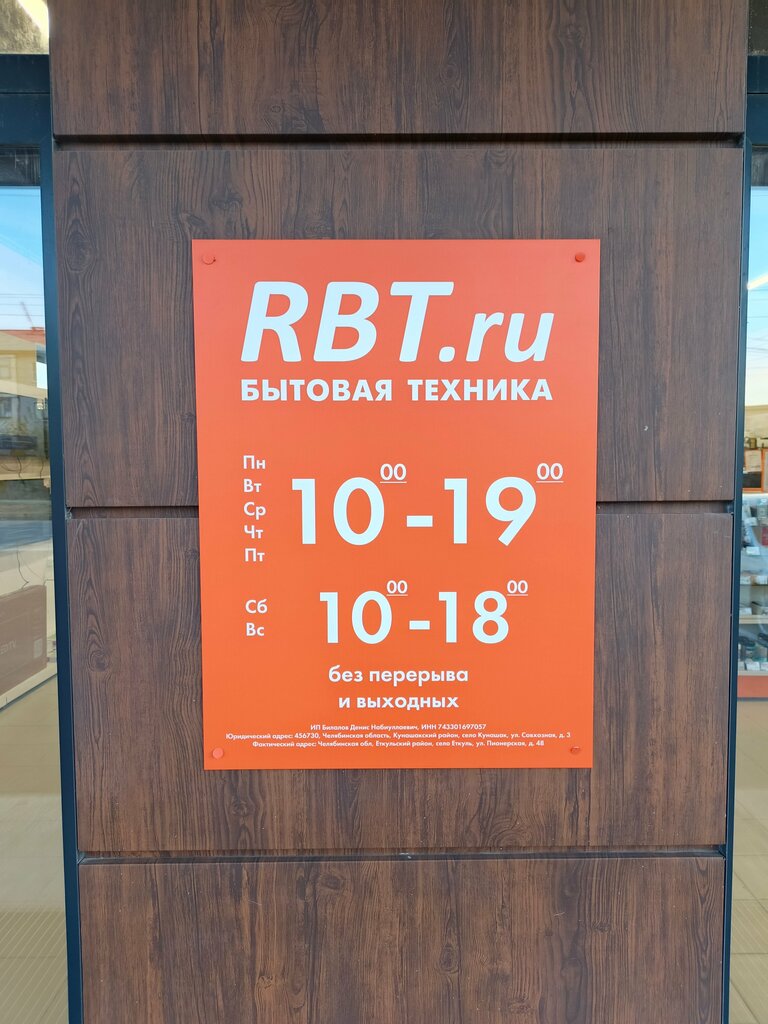 RBT.ru
БЫТОВАЯ ТЕХНИКА
Пн
Вт
Ср
Чт
Пт
10 00 - 19 00
Сб
Вс
10 00 - 18 00
без перерыва
и выходных
ИП Билалов Денис Набиуллаевич, ИНН 743301697057
Юридический адрес: 456730, Челябинская область, Кунашакский район, село Кунашак, ул. Совхозная, д. 3
Фактический адрес: Челябинская обл, Еткульский район, село Еткуль, ул. Пионерская, д. 48